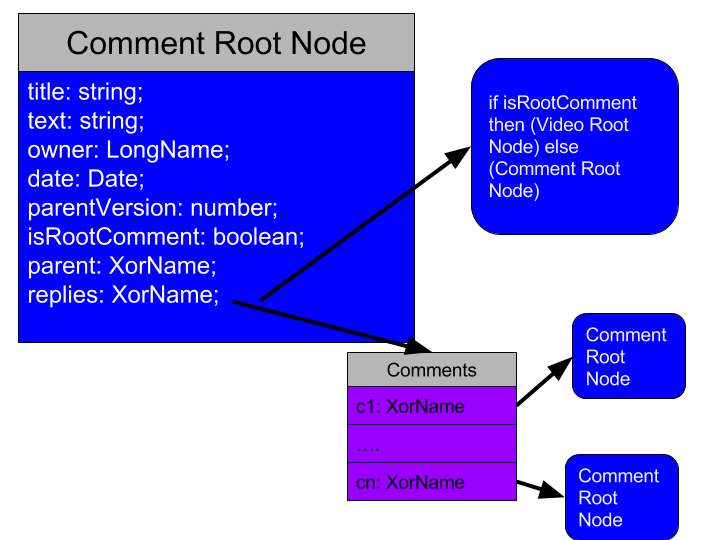 Comment Root Node
title: string;
text: string;
owner: LongName;
date: Date;
parentVersion: number;
isRootComment: boolean;
parent: XorName;
replies: XorName;
if isRootComment
then (Video Root
Node) else
(Comment Root
Node)
Comments
c1: XorName
....
cn: XorName
Comment
Root
Node
Comment
Root
Node